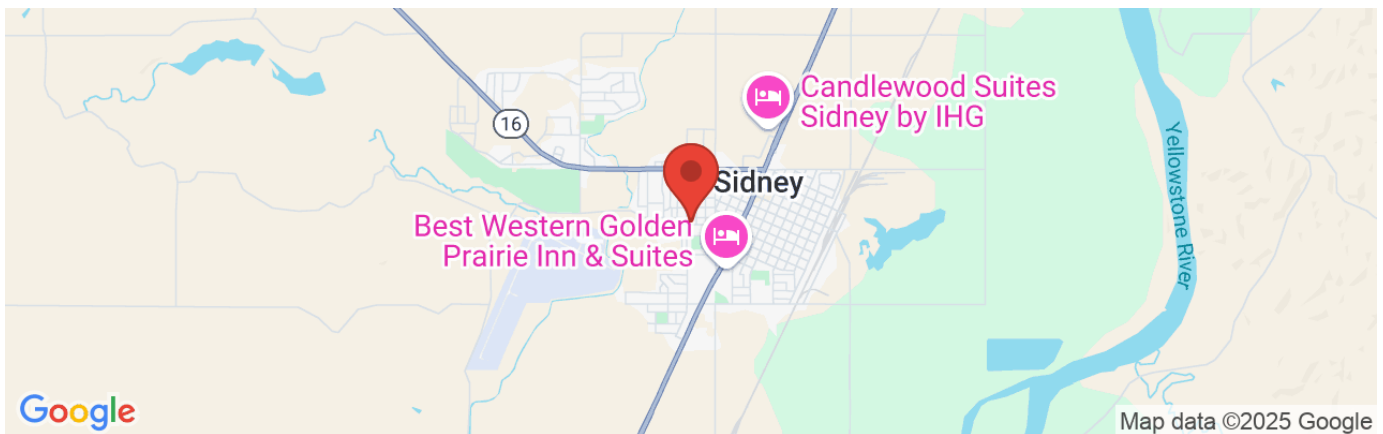 Candlewood Suites
Sidney by IHG
16
Sidney
Best Western Golden
Prairie Inn & Suites
Yellowstone River
Google
Map data ©2025 Google